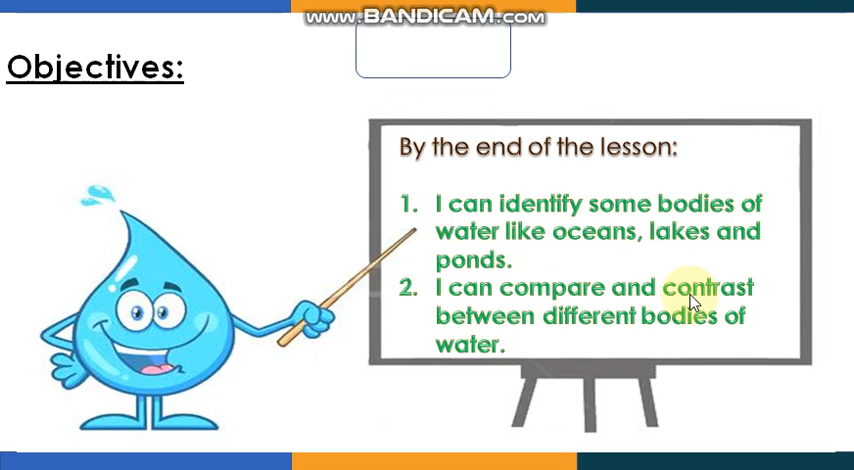 www.BANDICAM.com
Objectives:
By the end of the lesson:
1. I can identify some bodies of
water like oceans, lakes and
ponds.
2. I can compare and contrast
between different bodies of
water.